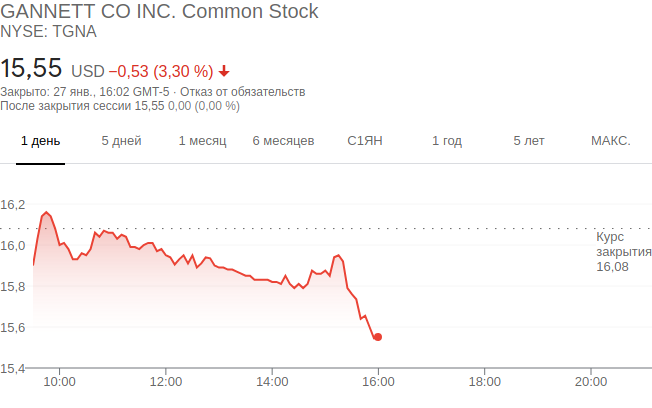 GANNETT CO INC. Common Stock
NYSE: TGNA
15,55 USD −0,53 (3,30 %)
Закрыто: 27 янв., 16:02 GMT-5 · Отказ от обязательств
После закрытия сессии 15,55 0,00 (0,00 %)
1 день 5 дней 1 месяц 6 месяцев С1ЯН 1 год 5 лет МАКС.
16,2
Курс
16,0
закрытия
16,08
15,8
15,6
15,4
10:00 12:00 14:00 16:00 18:00 20:00